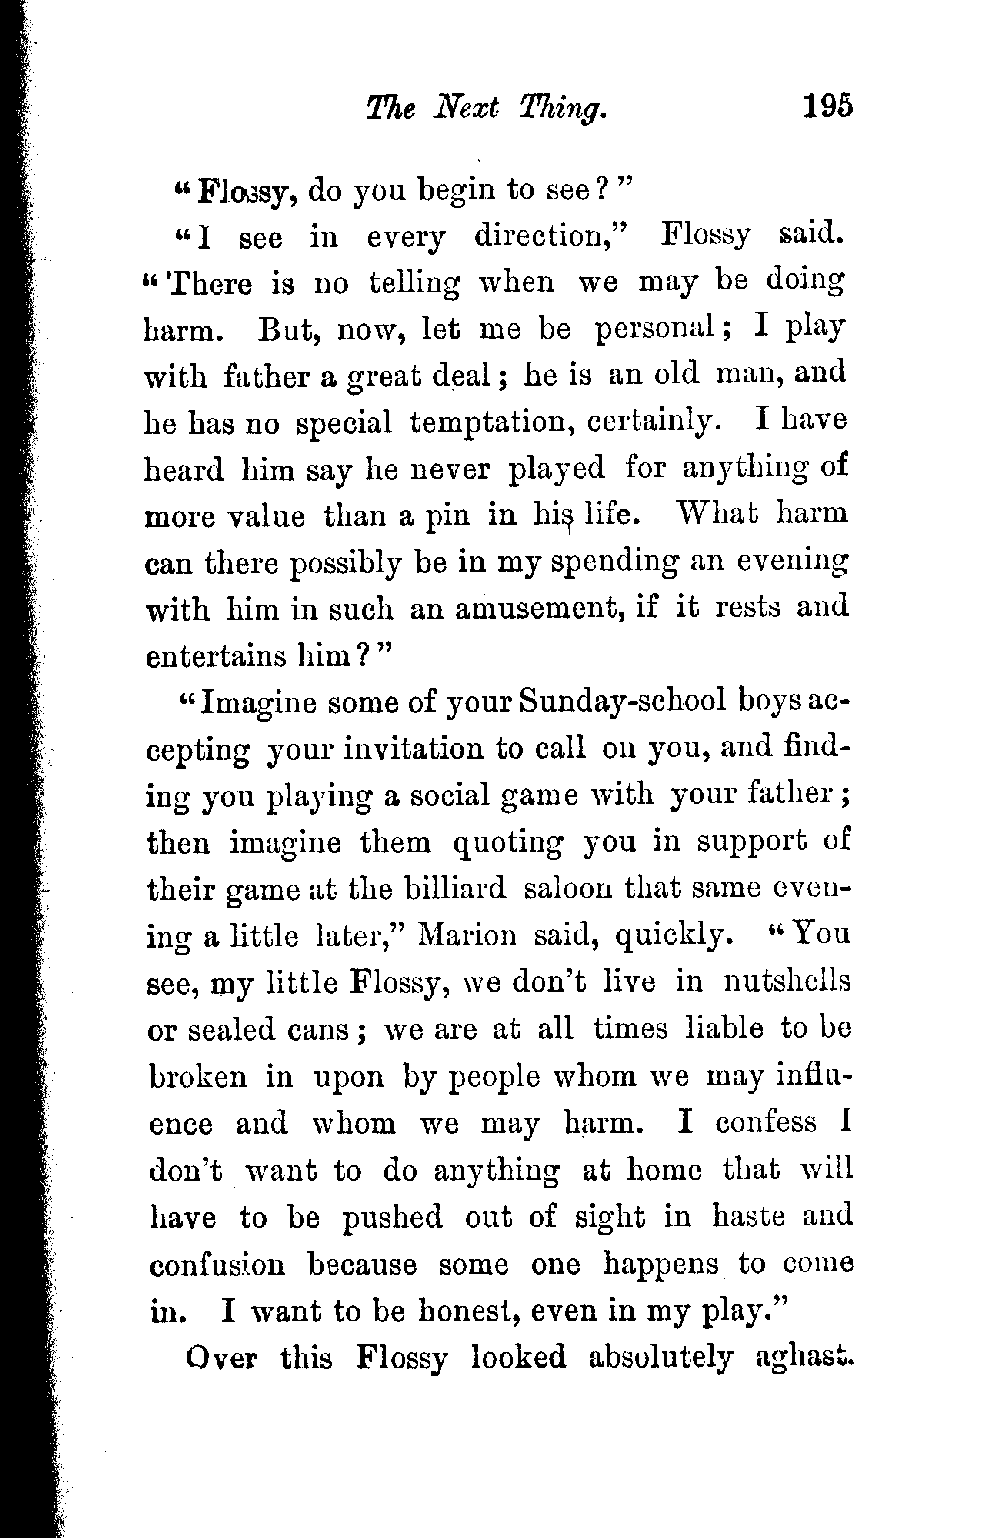 The Next Thing. 195
“Flossy, do you begin to see?”
“I see in every direction,” Flossy said.
“There is no telling when we may be doing
harm. But, now, let me be personal; I play
with father a great deal; he is an old man, and
he has no special temptation, certainly. I have
heard him say he never played for anything of
more value than a pin in his life. What harm
can there possibly be in my spending an evening
with him in such an amusement, if it rests and
entertains him?”
“Imagine some of your Sunday-school boys ac-
cepting your invitation to call on you, and find-
ing you playing a social game with your father;
then imagine them quoting you in support of
their game at the billiard saloon that same even-
ing a little later,” Marion said, quickly. “You
see, my little Flossy, we don’t live in nutshells
or sealed cans; we are at all times liable to be
broken in upon by people whom we may influ-
ence and whom we may harm. I confess I
don’t want to do anything at home that will
have to be pushed out of sight in haste and
confusion because some one happens to come
in. I want to be honest, even in my play.”
Over this Flossy looked absolutely aghast.